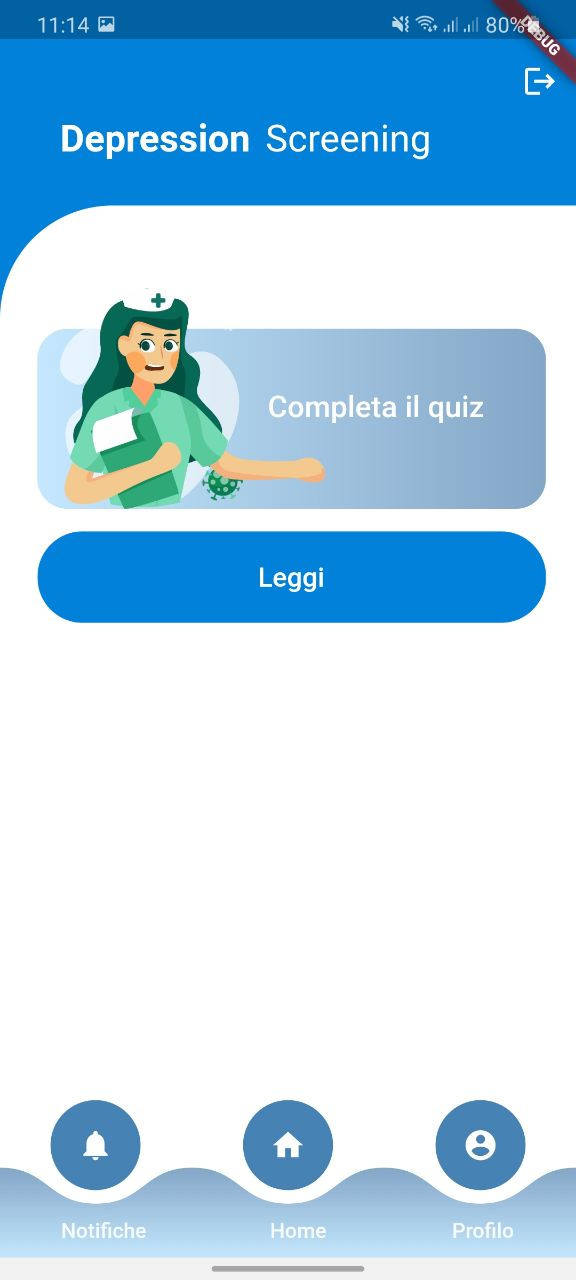 11:14 80%
DEBUG
Depression Screening
Completa il quiz
Leggi
Notifiche Home Profilo